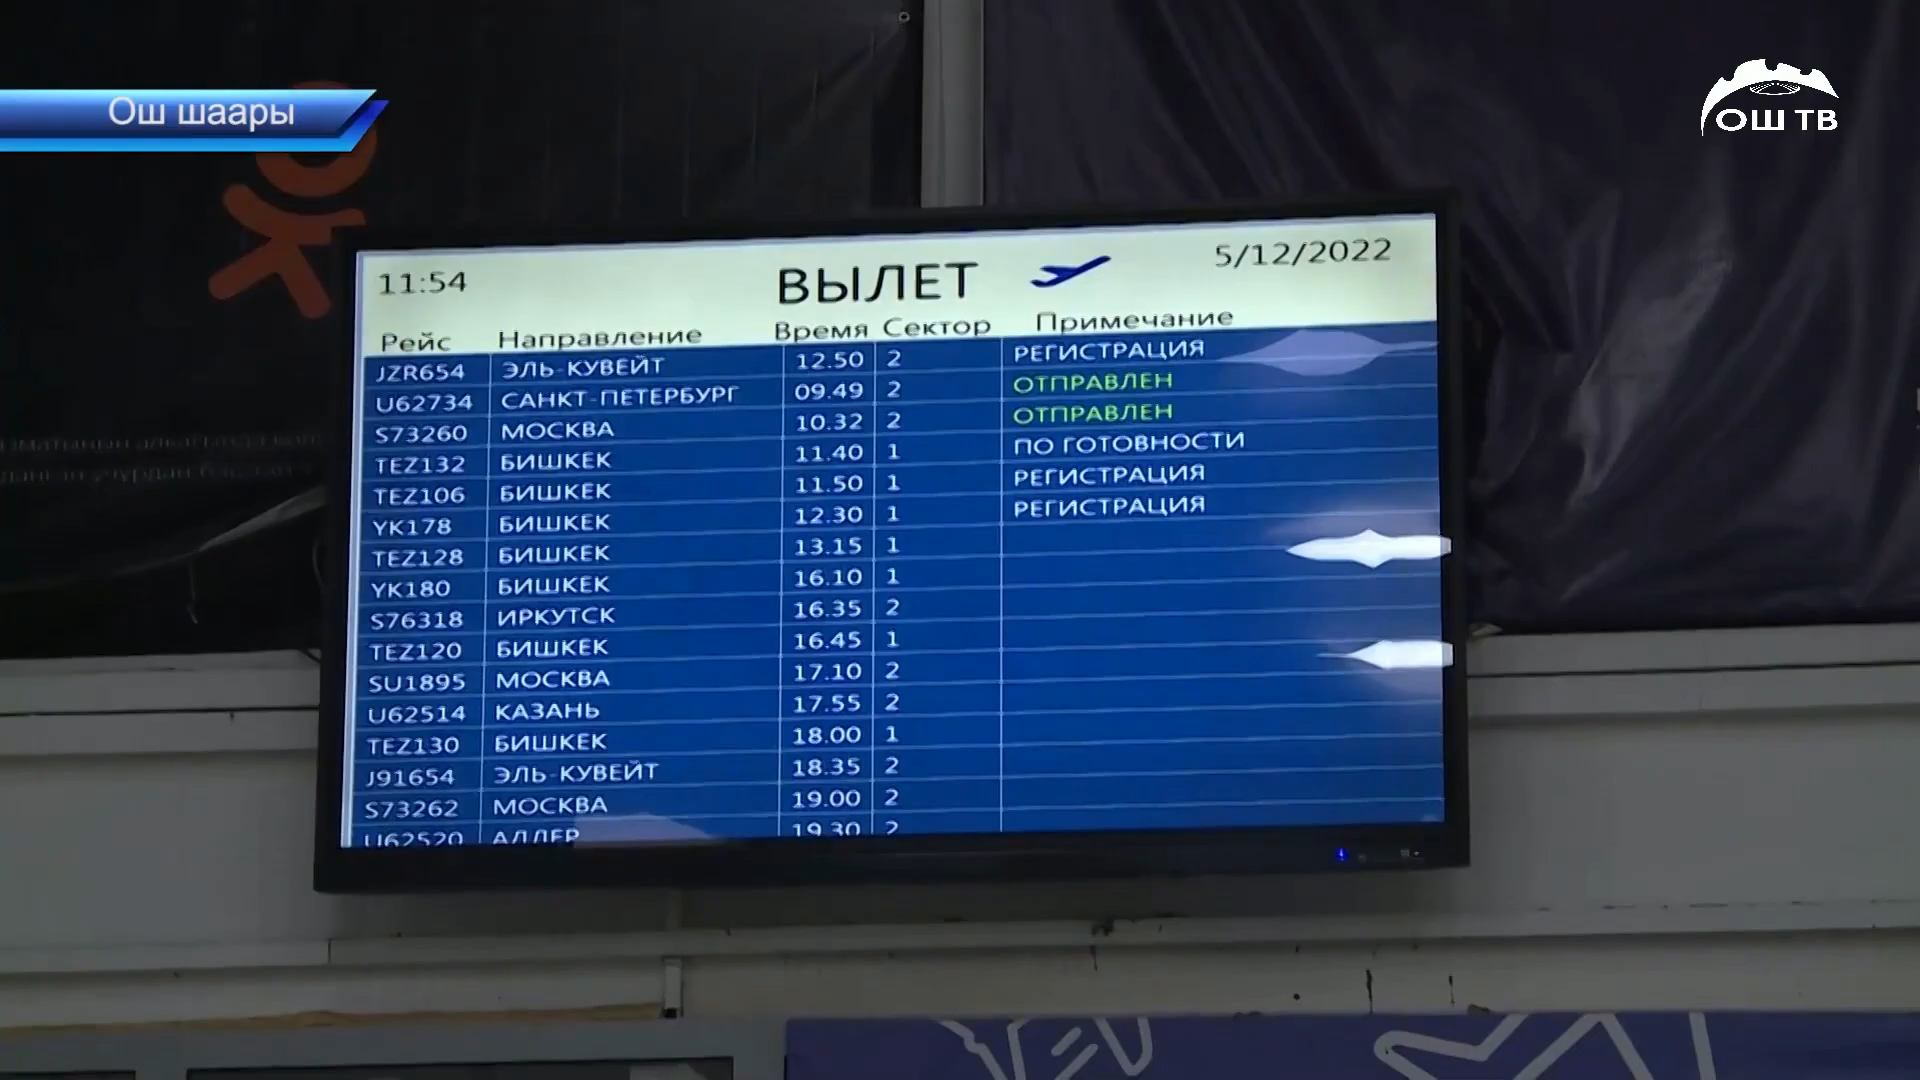 Ош шаары
ОШ ТВ
11:54 ВЫЛЕТ 5/12/2022
Рейс Направление Время Сектор Примечание
JZR654 ЭЛЬ-КУВЕЙТ 12.50 2 РЕГИСТРАЦИЯ
U62734 САНКТ-ПЕТЕРБУРГ 09.49 2 ОТПРАВЛЕН
S73260 МОСКВА 10.32 2 ОТПРАВЛЕН
TEZ132 БИШКЕК 11.40 1 ПО ГОТОВНОСТИ
TEZ106 БИШКЕК 11.50 1 РЕГИСТРАЦИЯ
YK178 БИШКЕК 12.30 1 РЕГИСТРАЦИЯ
TEZ128 БИШКЕК 13.15 1
YK180 БИШКЕК 16.10 1
S76318 ИРКУТСК 16.35 2
TEZ120 БИШКЕК 16.45 1
SU1895 МОСКВА 17.10 2
U62514 КАЗАНЬ 17.55 2
TEZ130 БИШКЕК 18.00 1
J91654 ЭЛЬ-КУВЕЙТ 18.35 2
S73262 МОСКВА 19.00 2
U62520 АДЛЕР 19.30 2